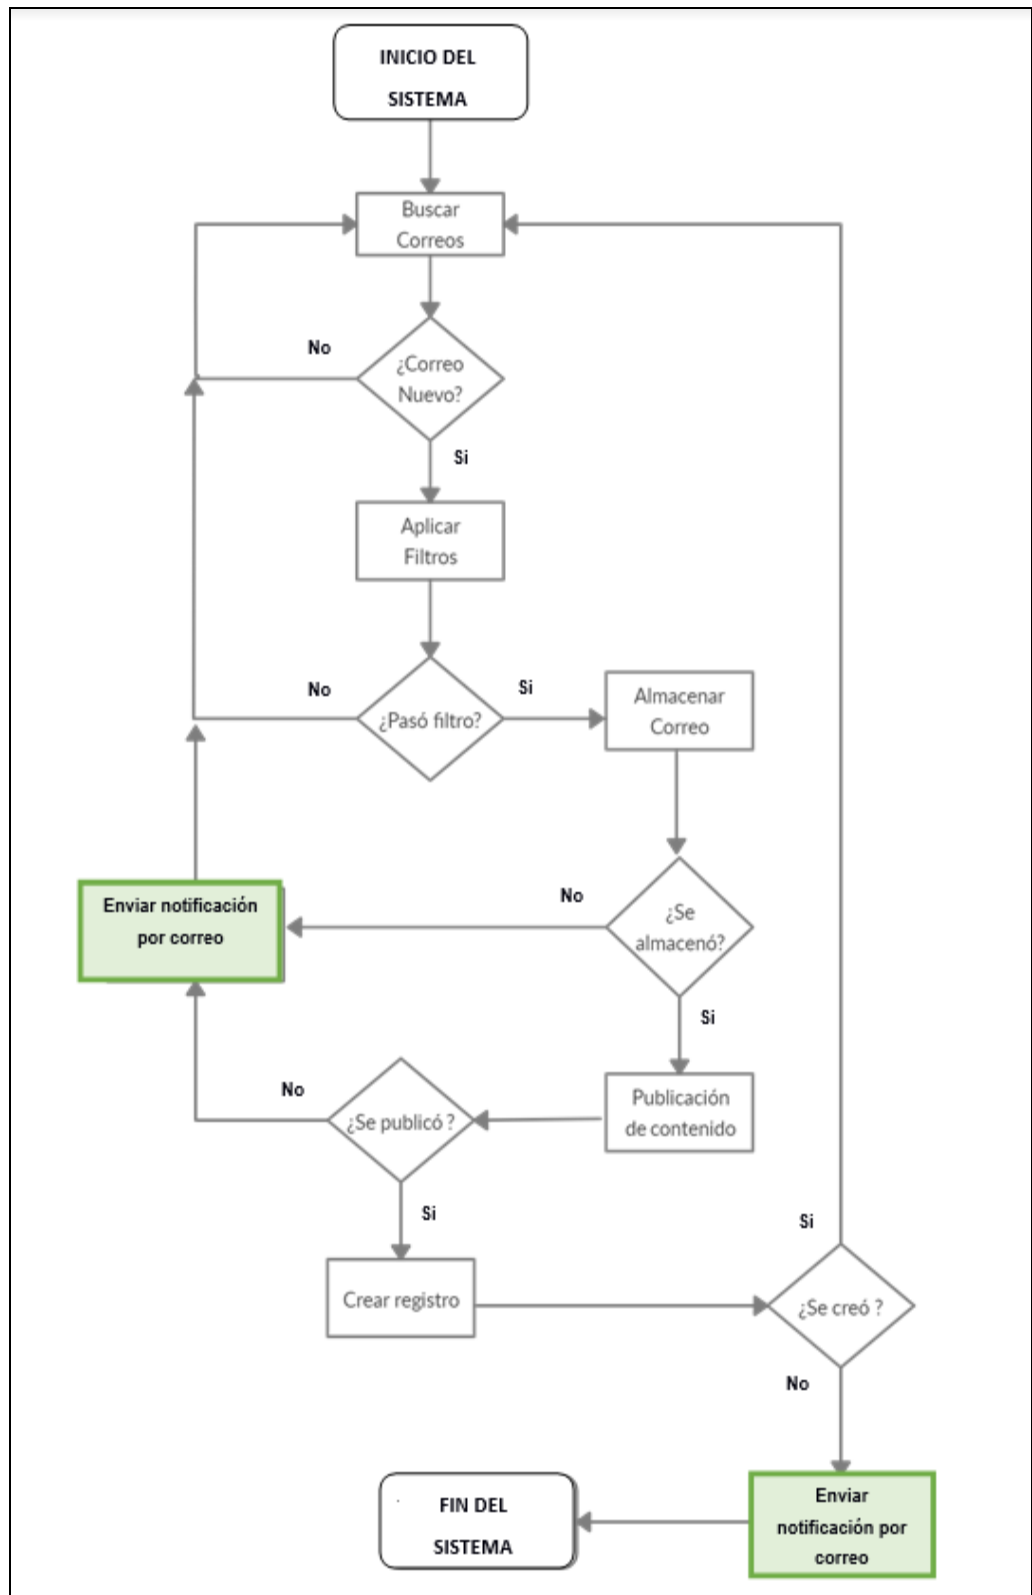 INICIO DEL
SISTEMA
Buscar
Correos
No
¿Correo
Nuevo?
Si
Aplicar
Filtros
No
¿Pasó filtro?
Si
Almacenar
Correo
Enviar notificación
por correo
No
¿Se
almacenó?
Si
No
¿Se publicó ?
Publicación
de contenido
Si
Si
Crear registro
¿Se creó ?
No
FIN DEL
SISTEMA
Enviar
notificación por
correo